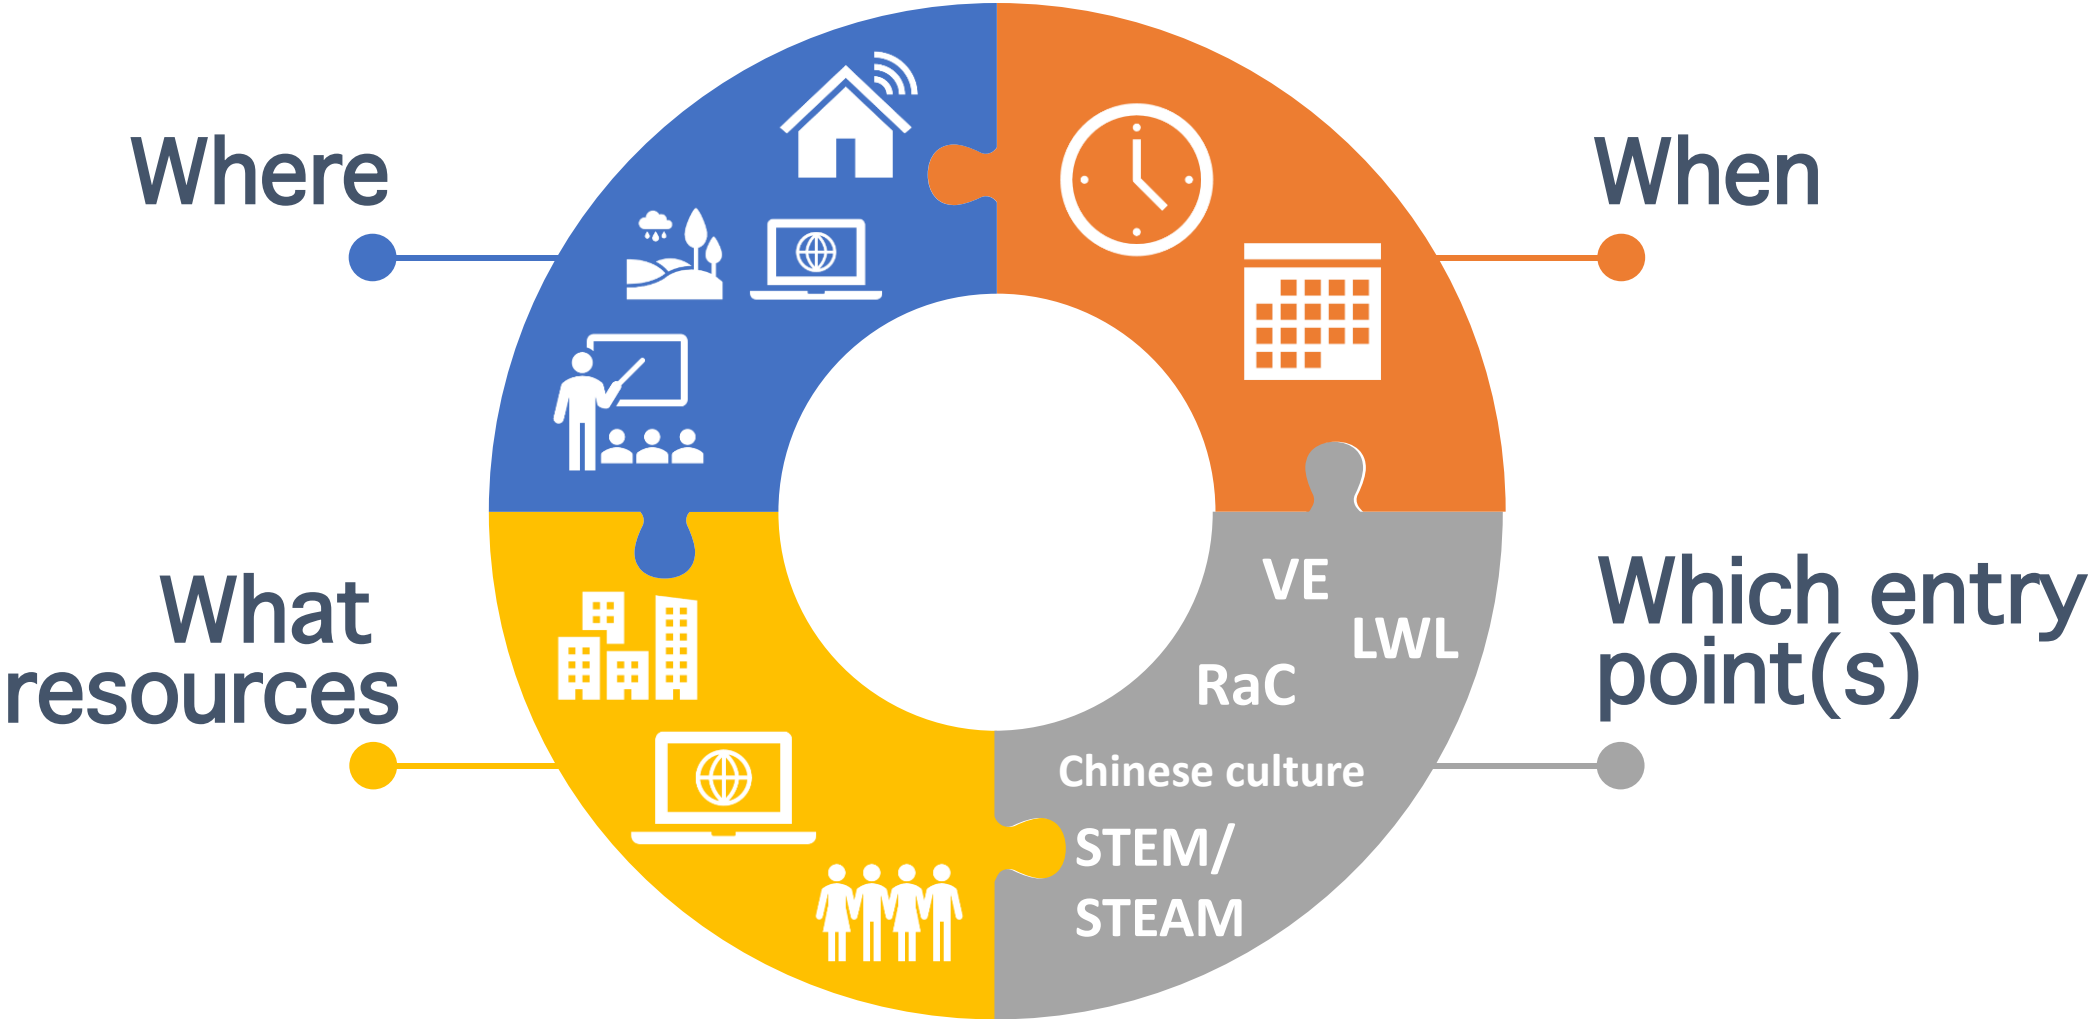 Where
When
What
resources
Which entry
point(s)
VE
LWL
RaC
Chinese culture
STEM/
STEAM